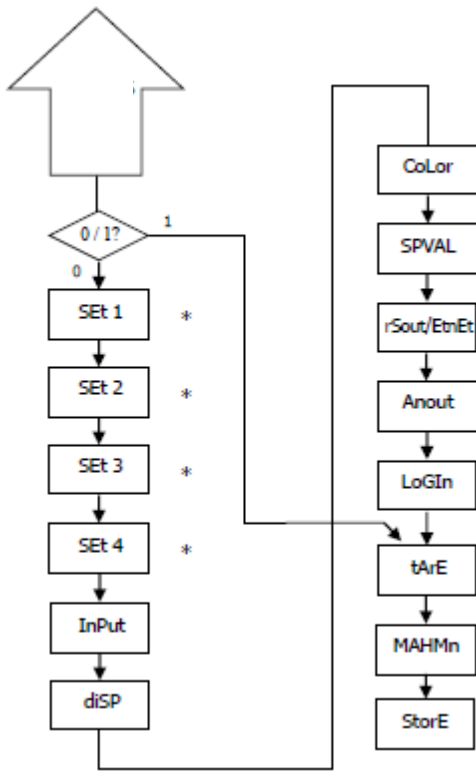 0 / 1?
1
0
SEt 1
*
SEt 2
*
SEt 3
*
SEt 4
*
InPut
diSP
CoLor
SPVAL
rSout/EtnEt
Anout
LoGIn
tArE
MAHMn
StorE